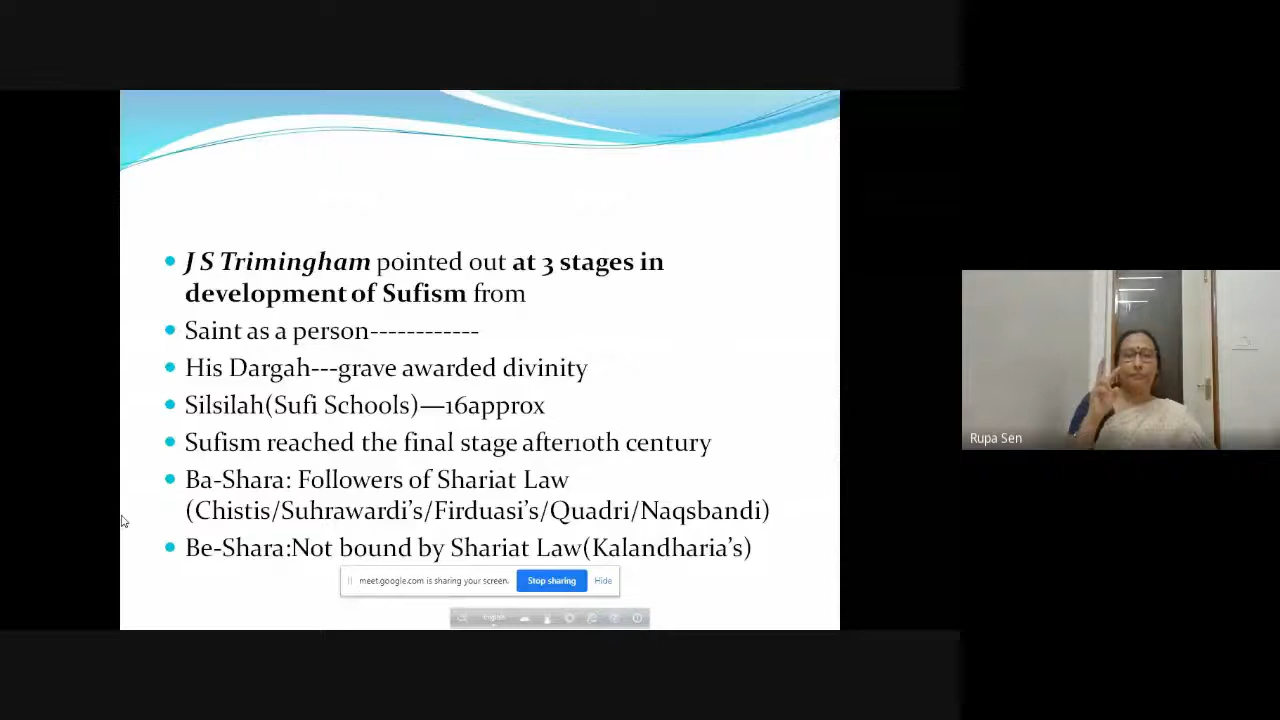 J S Trimingham pointed out at 3 stages in
development of Sufism from
Saint as a person------------
His Dargah---grave awarded divinity
Silsilah(Sufi Schools)—16approx
Sufism reached the final stage after10th century
Ba-Shara: Followers of Shariat Law
(Chistis/Suhrawardi’s/Firduasi’s/Quadri/Naqsbandi)
Be-Shara:Not bound by Shariat Law(Kalandharia’s)
meet.google.com is sharing your screen. Stop sharing Hide
English
Rupa Sen